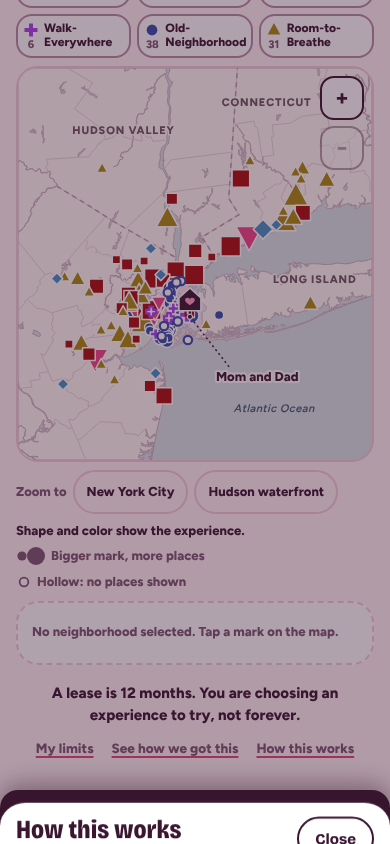 Walk-
Everywhere
6
Old-
Neighborhood
38
Room-to-
Breathe
31
CONNECTICUT
+
HUDSON VALLEY
−
LONG ISLAND
Mom and Dad
Atlantic Ocean
Zoom to
New York City
Hudson waterfront
Shape and color show the experience.
Bigger mark, more places
Hollow: no places shown
No neighborhood selected. Tap a mark on the map.
A lease is 12 months. You are choosing an
experience to try, not forever.
My limits
See how we got this
How this works
How this works
Close